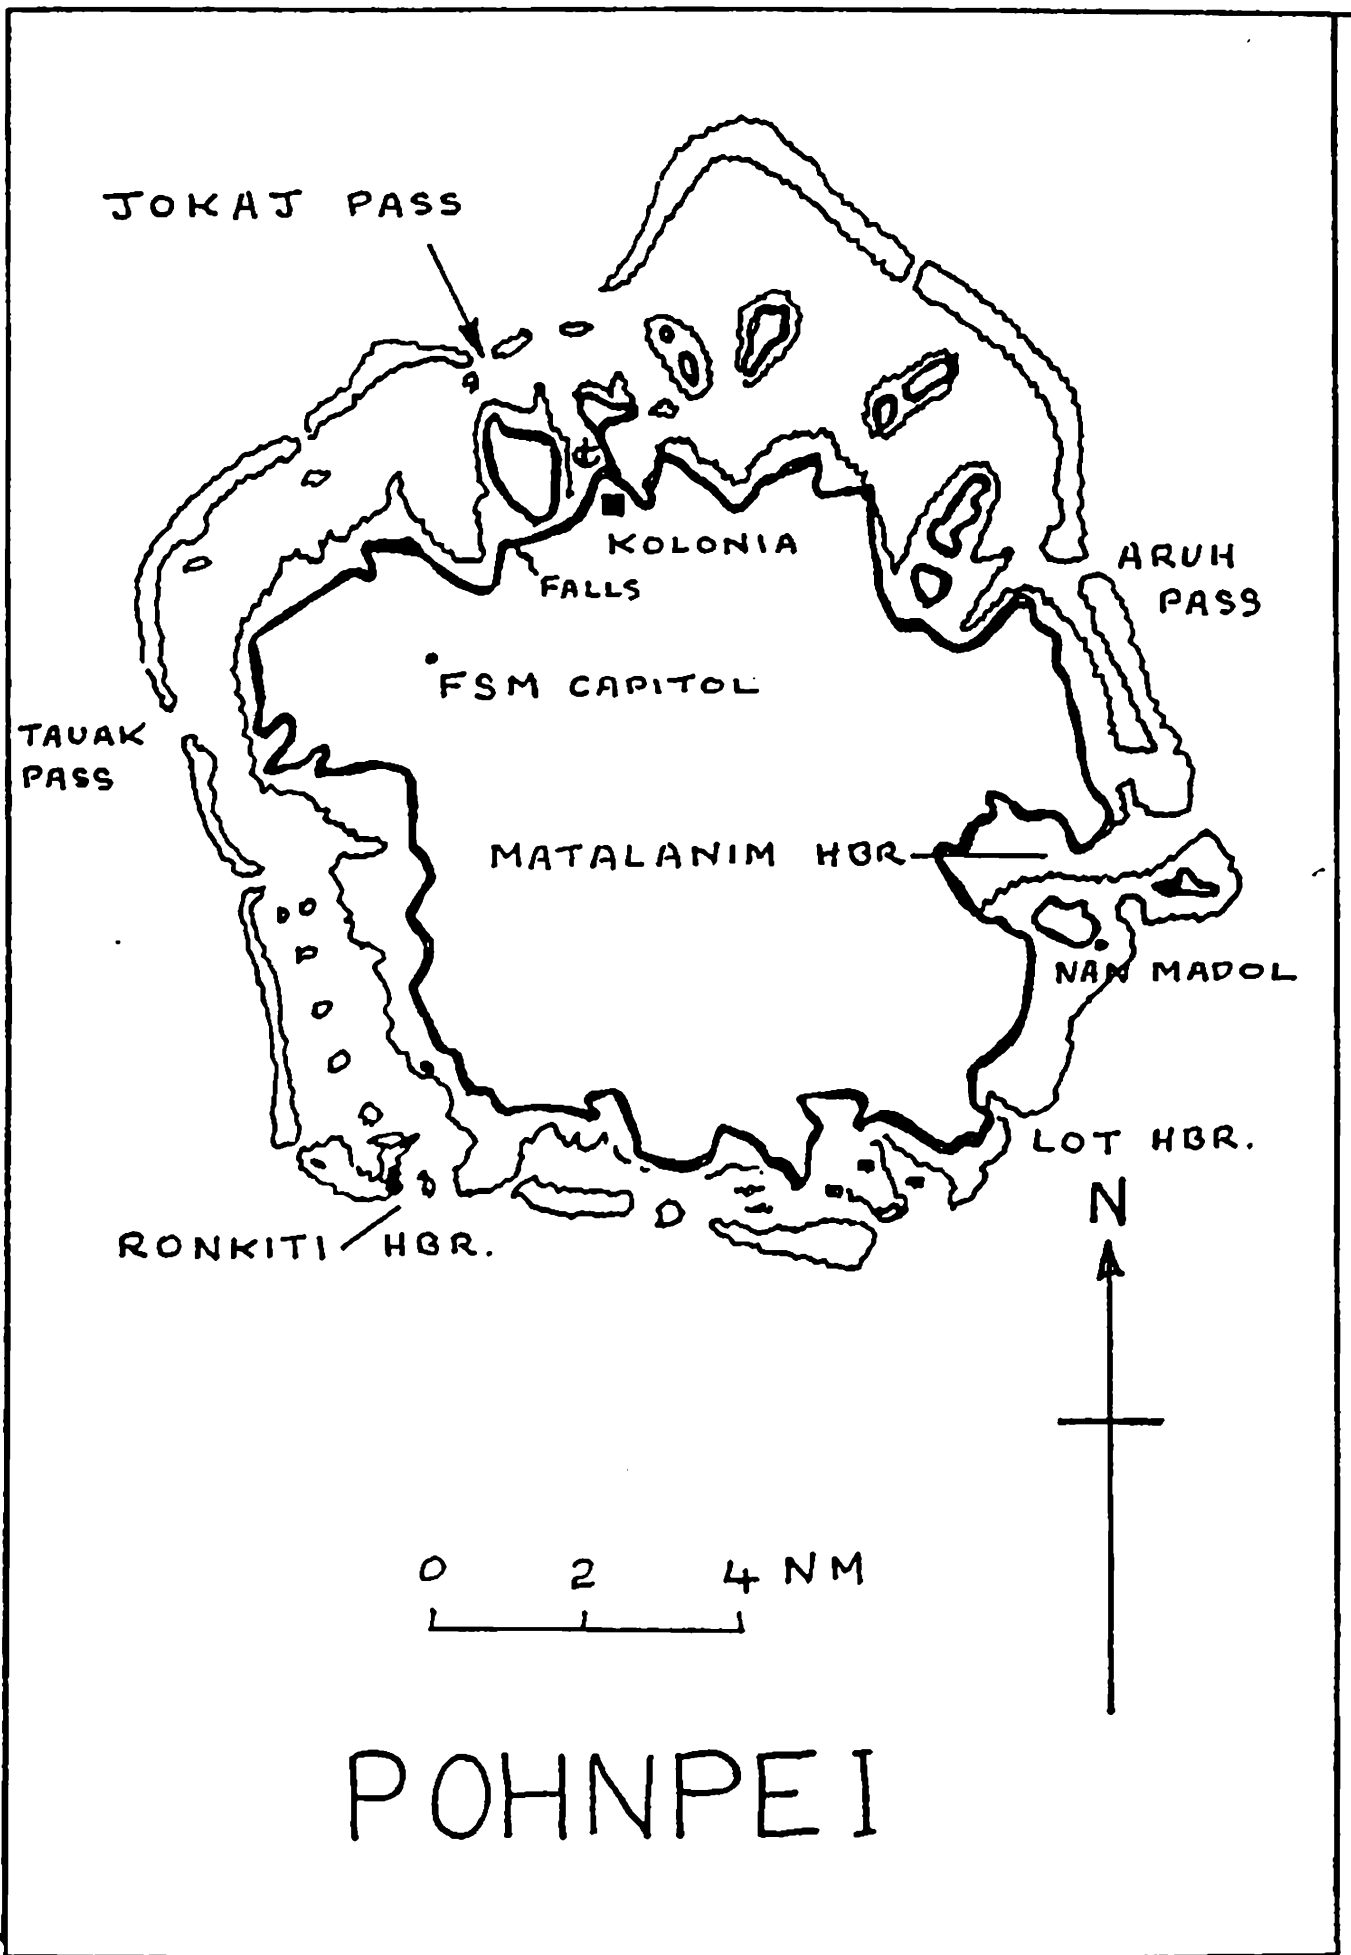 JOKAJ PASS
KOLONIA
ARUH
PASS
FALLS
FSM CAPITOL
TAUAK
PASS
MATALANIM HBR
NAN MADOL
LOT HBR.
N
RONKITI HBR.
0 2 4 NM
POHNPEI